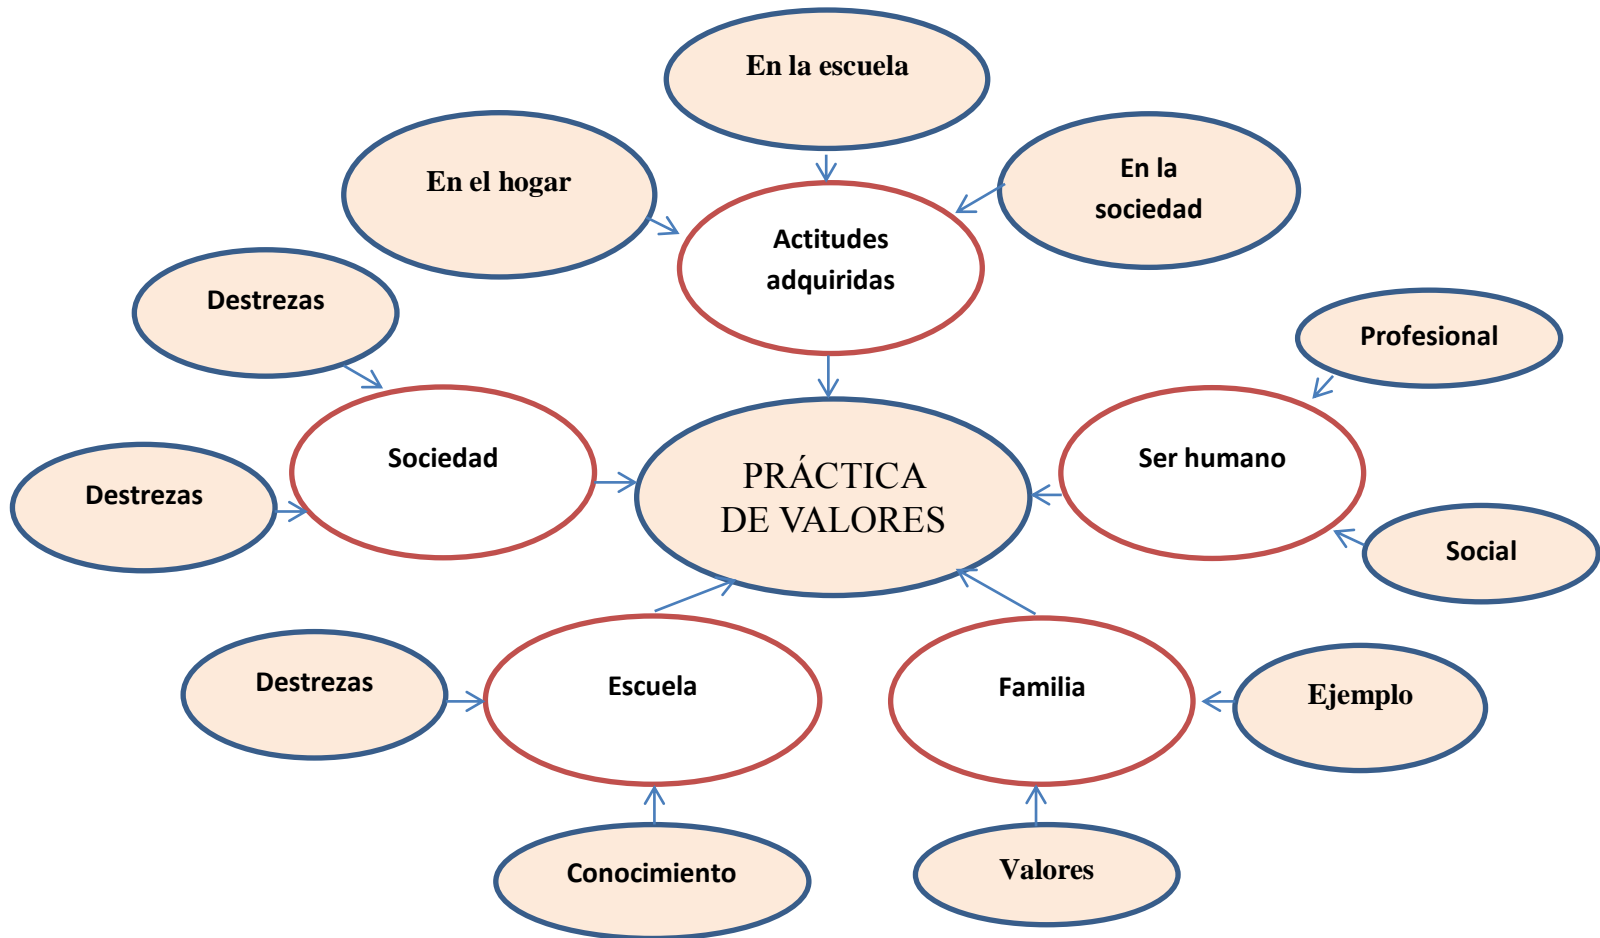 En la escuela
En el hogar
En la
sociedad
Actitudes
adquiridas
Destrezas
Profesional
Sociedad
PRÁCTICA
DE VALORES
Ser humano
Destrezas
Social
Destrezas
Escuela
Familia
Ejemplo
Conocimiento
Valores